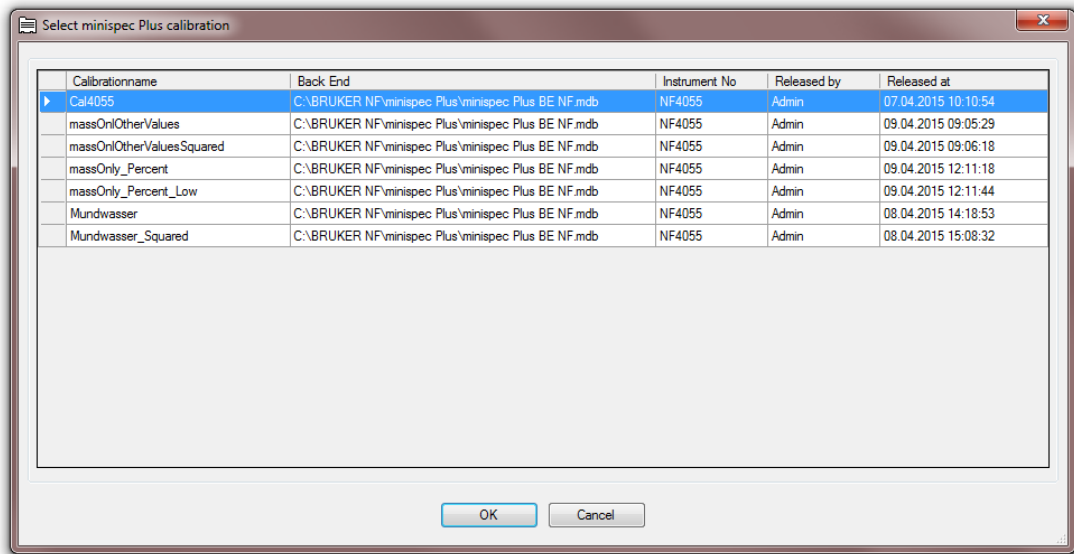 Select minispec Plus calibration
Calibrationname Back End Instrument No Released by Released at
Cal4055 C:\BRUKER NF\minispec Plus\minispec Plus BE NF.mdb NF4055 Admin 07.04.2015 10:10:54
massOnlOtherValues C:\BRUKER NF\minispec Plus\minispec Plus BE NF.mdb NF4055 Admin 09.04.2015 09:05:29
massOnlOtherValuesSquared C:\BRUKER NF\minispec Plus\minispec Plus BE NF.mdb NF4055 Admin 09.04.2015 09:06:18
massOnly_Percent C:\BRUKER NF\minispec Plus\minispec Plus BE NF.mdb NF4055 Admin 09.04.2015 12:11:18
massOnly_Percent_Low C:\BRUKER NF\minispec Plus\minispec Plus BE NF.mdb NF4055 Admin 09.04.2015 12:11:44
Mundwasser C:\BRUKER NF\minispec Plus\minispec Plus BE NF.mdb NF4055 Admin 08.04.2015 14:18:53
Mundwasser_Squared C:\BRUKER NF\minispec Plus\minispec Plus BE NF.mdb NF4055 Admin 08.04.2015 15:08:32
OK Cancel